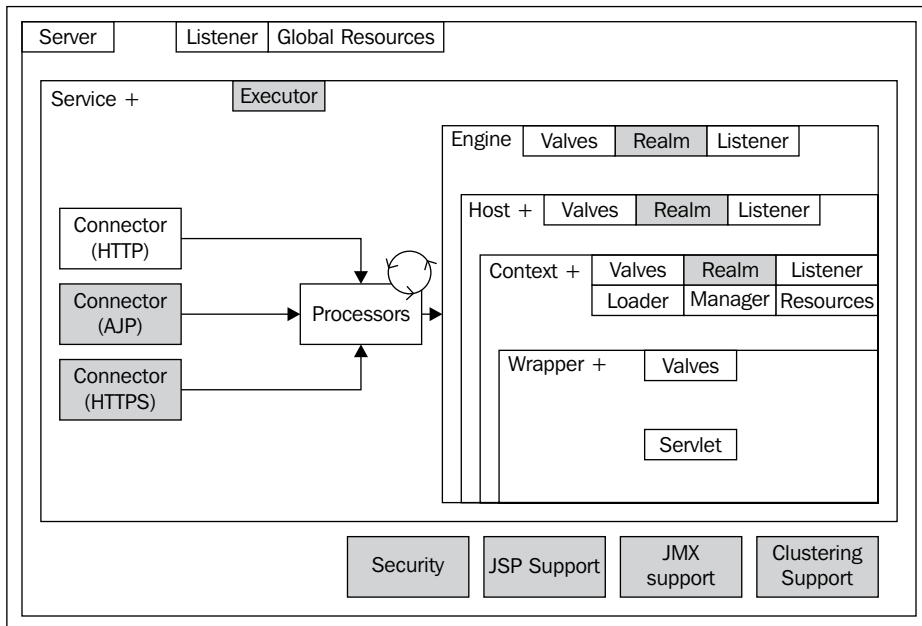 Server
Listener
Global Resources
Service +
Executor
Engine
Valves
Realm
Listener
Host +
Valves
Realm
Listener
Connector
(HTTP)
Context +
Valves
Realm
Listener
Loader
Manager
Resources
Connector
(AJP)
Processors
Wrapper +
Valves
Connector
(HTTPS)
Servlet
Security
JSP Support
JMX
support
Clustering
Support